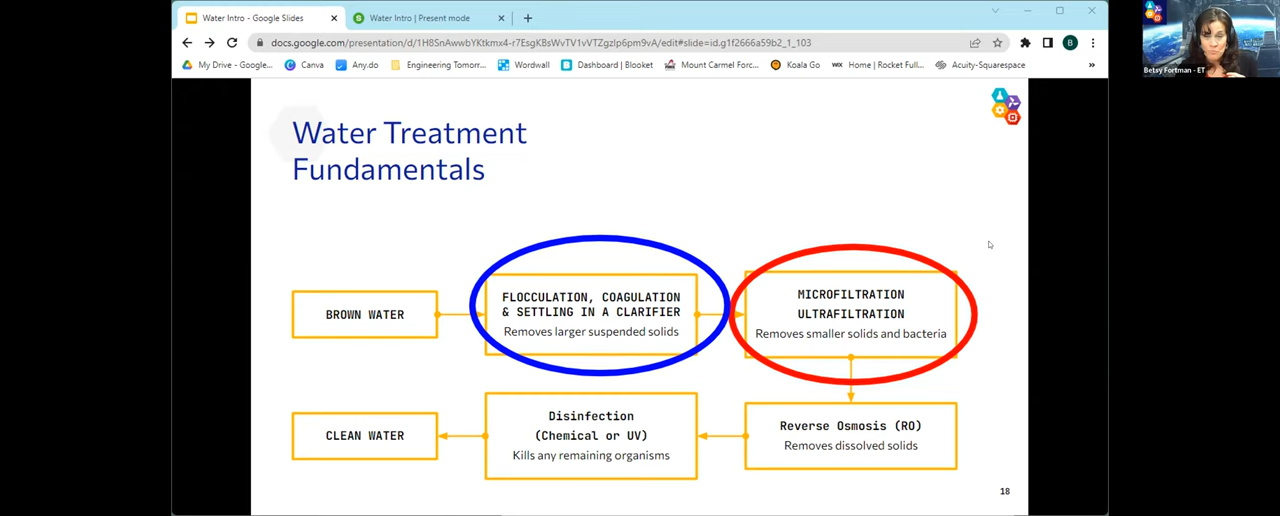 Water Intro - Google Slides
Water Intro | Present mode
docs.google.com/presentation/d/1H8SnAwwbYKtkmx4-r7EsgKBsWvTV1vVTZgzlp6pm9vA/edit#slide=id.g1f2666a59b2_1_103
B
My Drive - Google...
Canva
Any.do
Engineering Tomorr...
Wordwall
Dashboard | Blooket
Mount Carmel Forc...
Koala Go
WIX
Home | Rocket Full...
Acuity-Squarespace
Betsy Fortman - ET
Water Treatment
Fundamentals
BROWN WATER
FLOCCULATION, COAGULATION
& SETTLING IN A CLARIFIER
Removes larger suspended solids
MICROFILTRATION
ULTRAFILTRATION
Removes smaller solids and bacteria
Reverse Osmosis (RO)
Removes dissolved solids
Disinfection
(Chemical or UV)
Kills any remaining organisms
CLEAN WATER
18